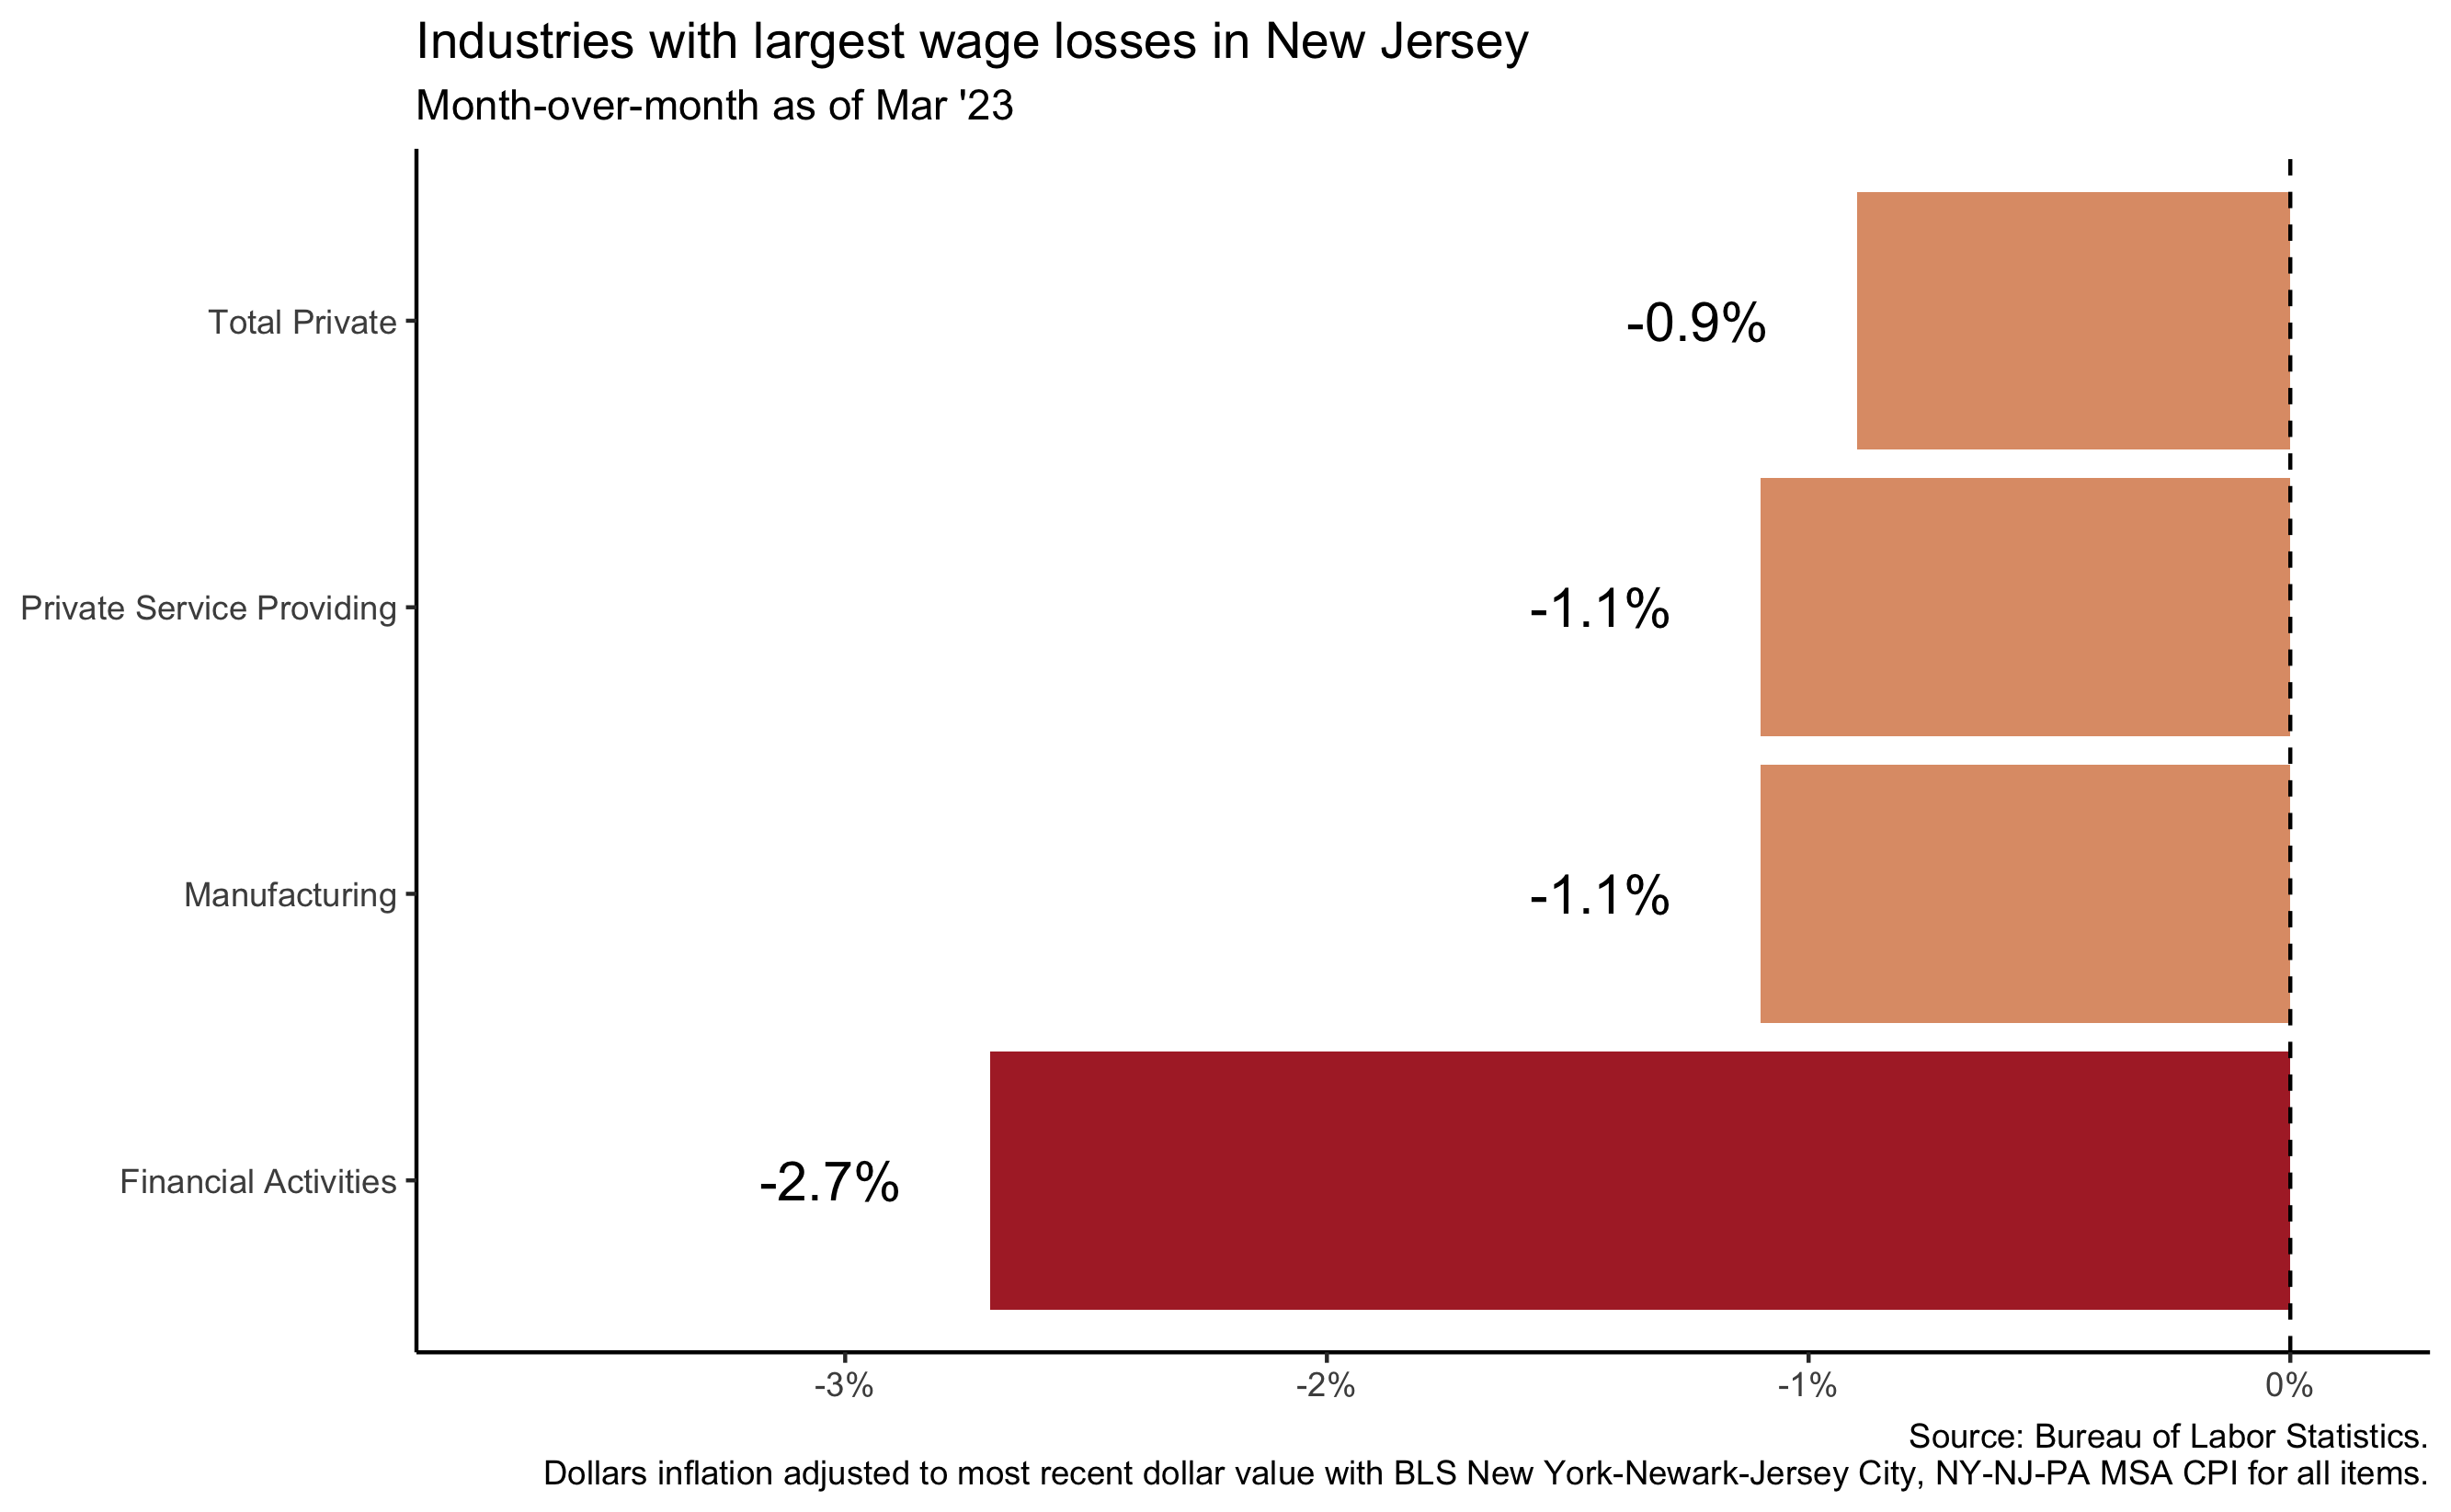 Industries with largest wage losses in New Jersey
Month-over-month as of Mar '23
Total Private
-0.9%
Private Service Providing
-1.1%
Manufacturing
-1.1%
Financial Activities
-2.7%
-3%
-2%
-1%
0%
Source: Bureau of Labor Statistics.
Dollars inflation adjusted to most recent dollar value with BLS New York-Newark-Jersey City, NY-NJ-PA MSA CPI for all items.